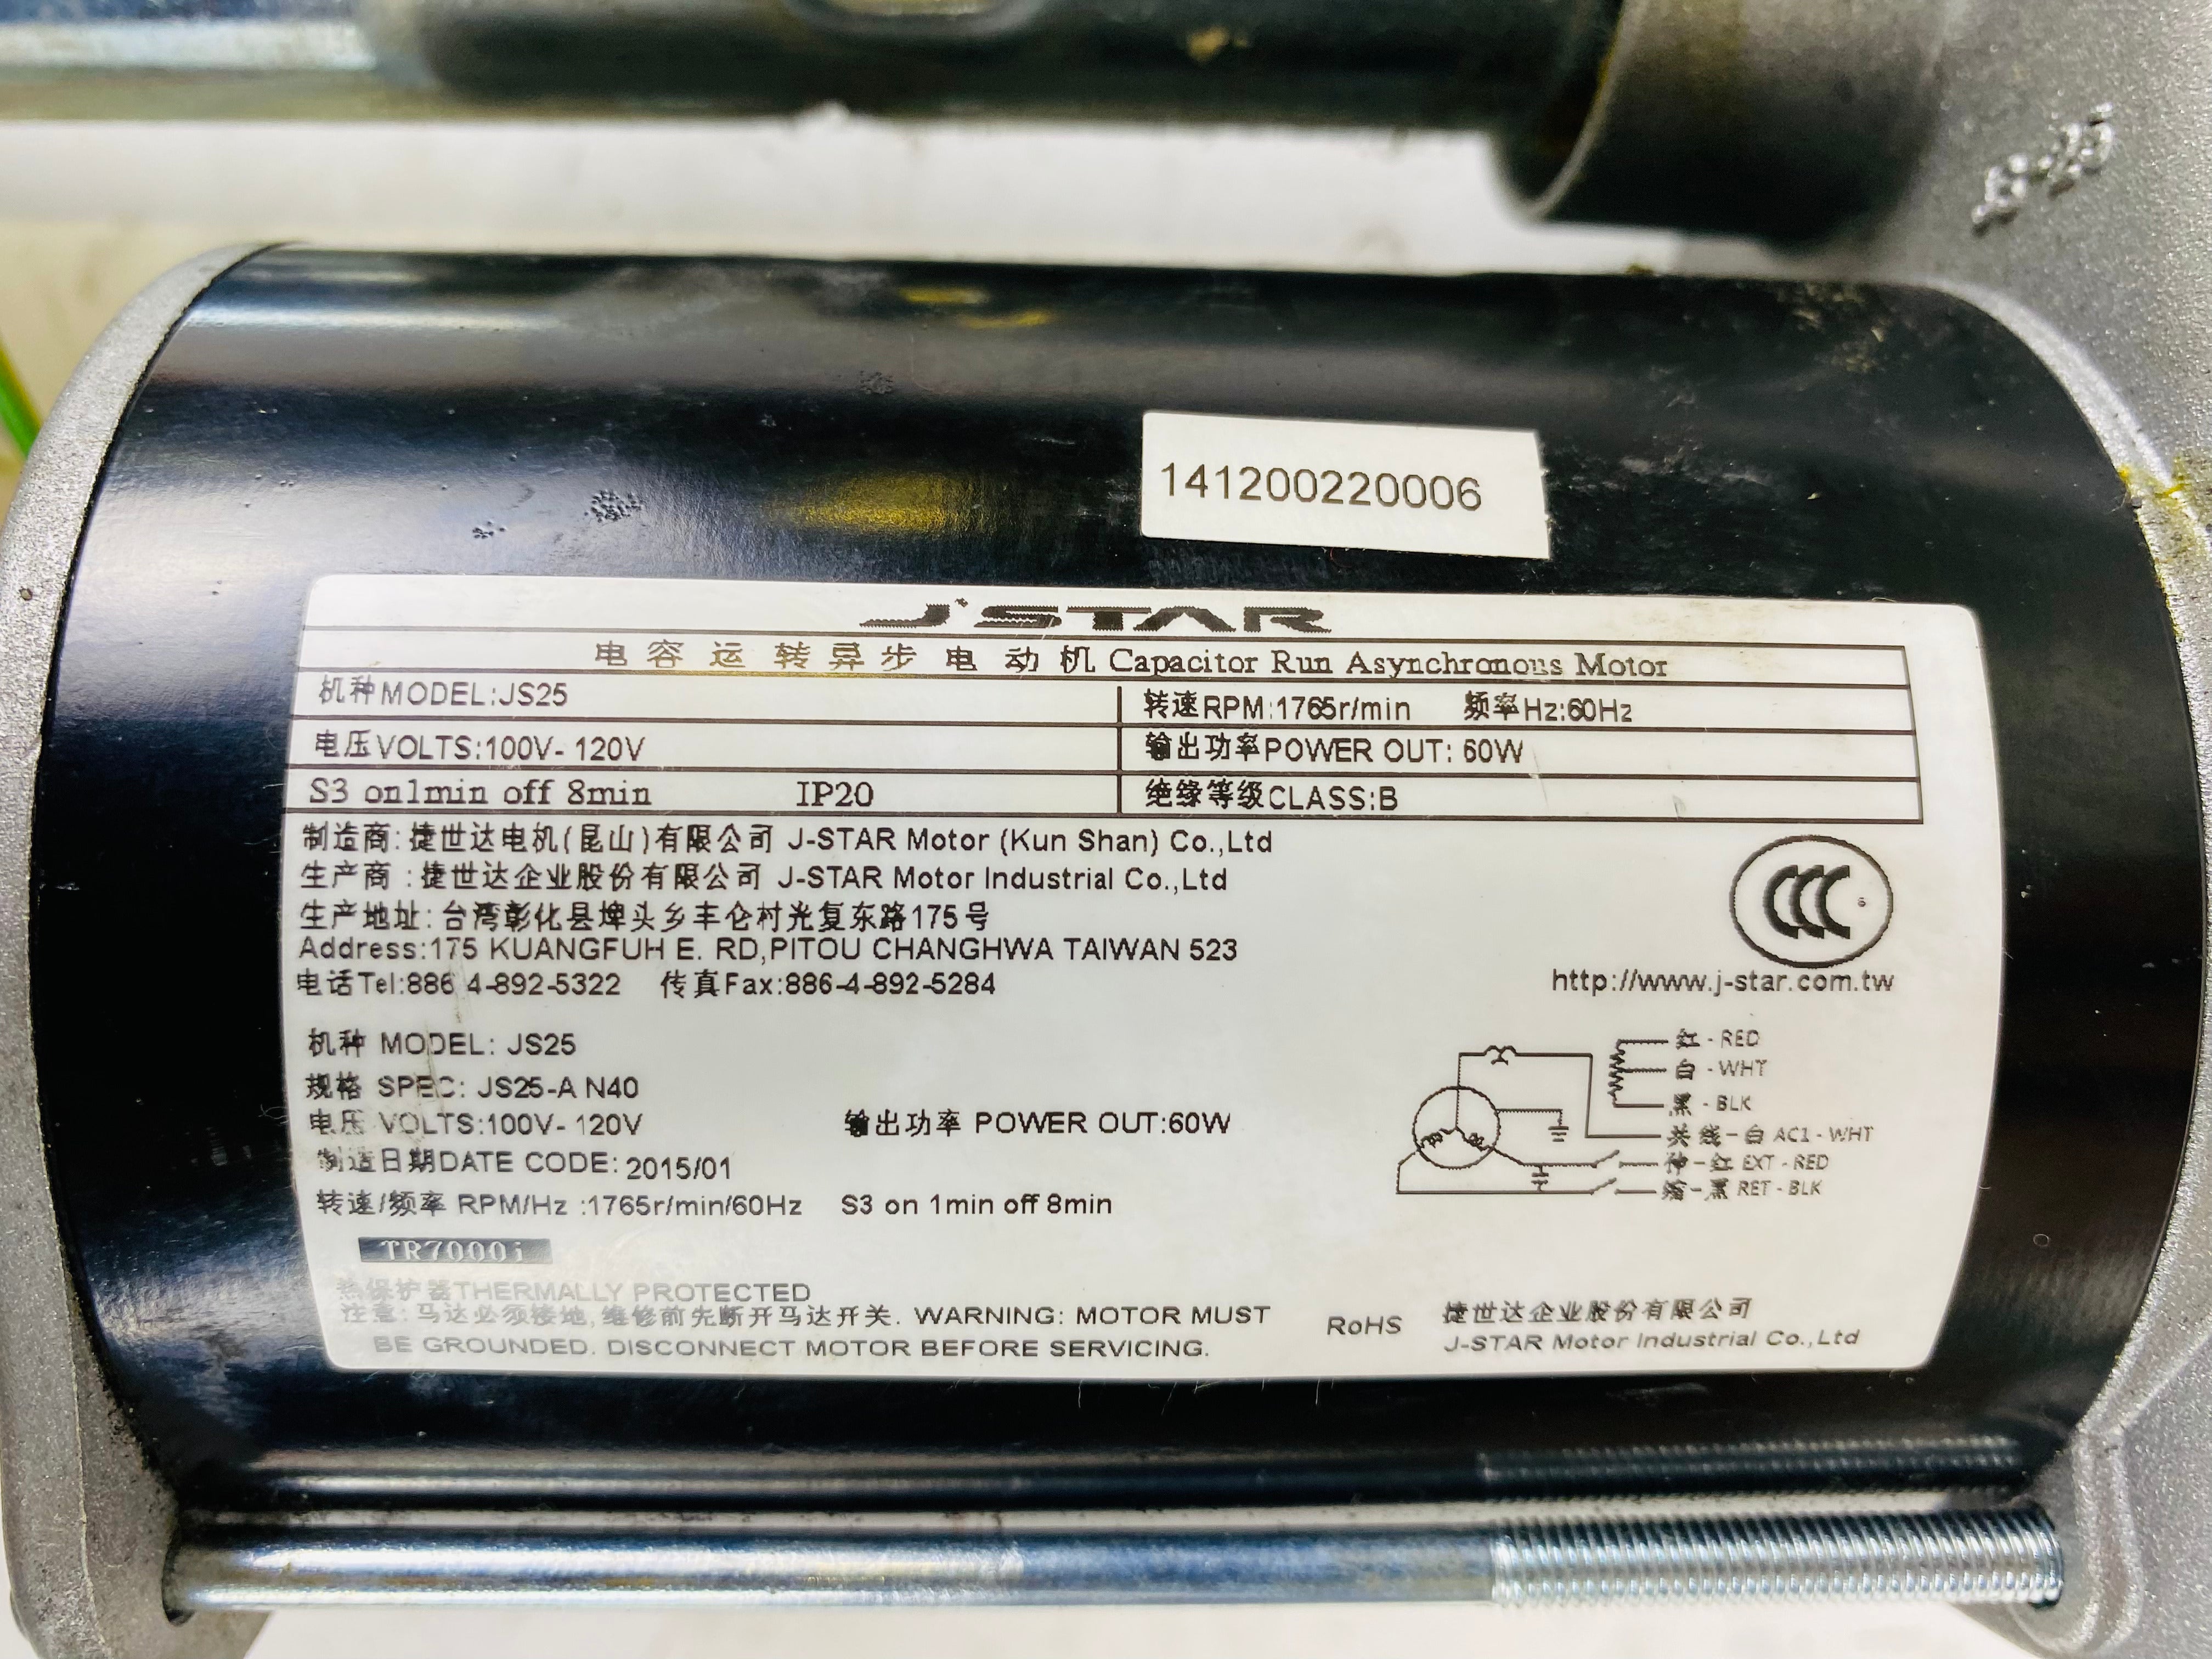 141200220006
J*STAR
电容运转异步电动机 Capacitor Run Asynchronous Motor
机种MODEL:JS25
转速RPM:1765r/min 频率Hz:60Hz
电压VOLTS:100V-120V
输出功率POWER OUT: 60W
S3 on1min off 8min IP20
绝缘等级CLASS:B
制造商:捷世达电机(昆山)有限公司 J-STAR Motor (Kun Shan) Co.,Ltd
生产商:捷世达企业股份有限公司 J-STAR Motor Industrial Co.,Ltd
生产地址:台湾彰化县埤头乡丰仑村光复东路175号
Address:175 KUANGFUH E. RD,PITOU CHANGHWA TAIWAN 523
电话Tel:886 4-892-5322 传真Fax:886-4-892-5284
CCC
http://www.j-star.com.tw
机种 MODEL: JS25
规格 SPEC: JS25-A N40
电压 VOLTS:100V-120V 输出功率 POWER OUT:60W
制造日期DATE CODE: 2015/01
转速/频率 RPM/Hz :1765r/min/60Hz S3 on 1min off 8min
TR7000i
红 - RED
白 - WHT
黑 - BLK
共线-白 AC1 - WHT
伸-红 EXT - RED
缩-黑 RET - BLK
热保护器THERMALLY PROTECTED
注意:马达必须接地,维修前先断开马达开关. WARNING: MOTOR MUST
BE GROUNDED. DISCONNECT MOTOR BEFORE SERVICING.
RoHS
捷世达企业股份有限公司
J-STAR Motor Industrial Co.,Ltd